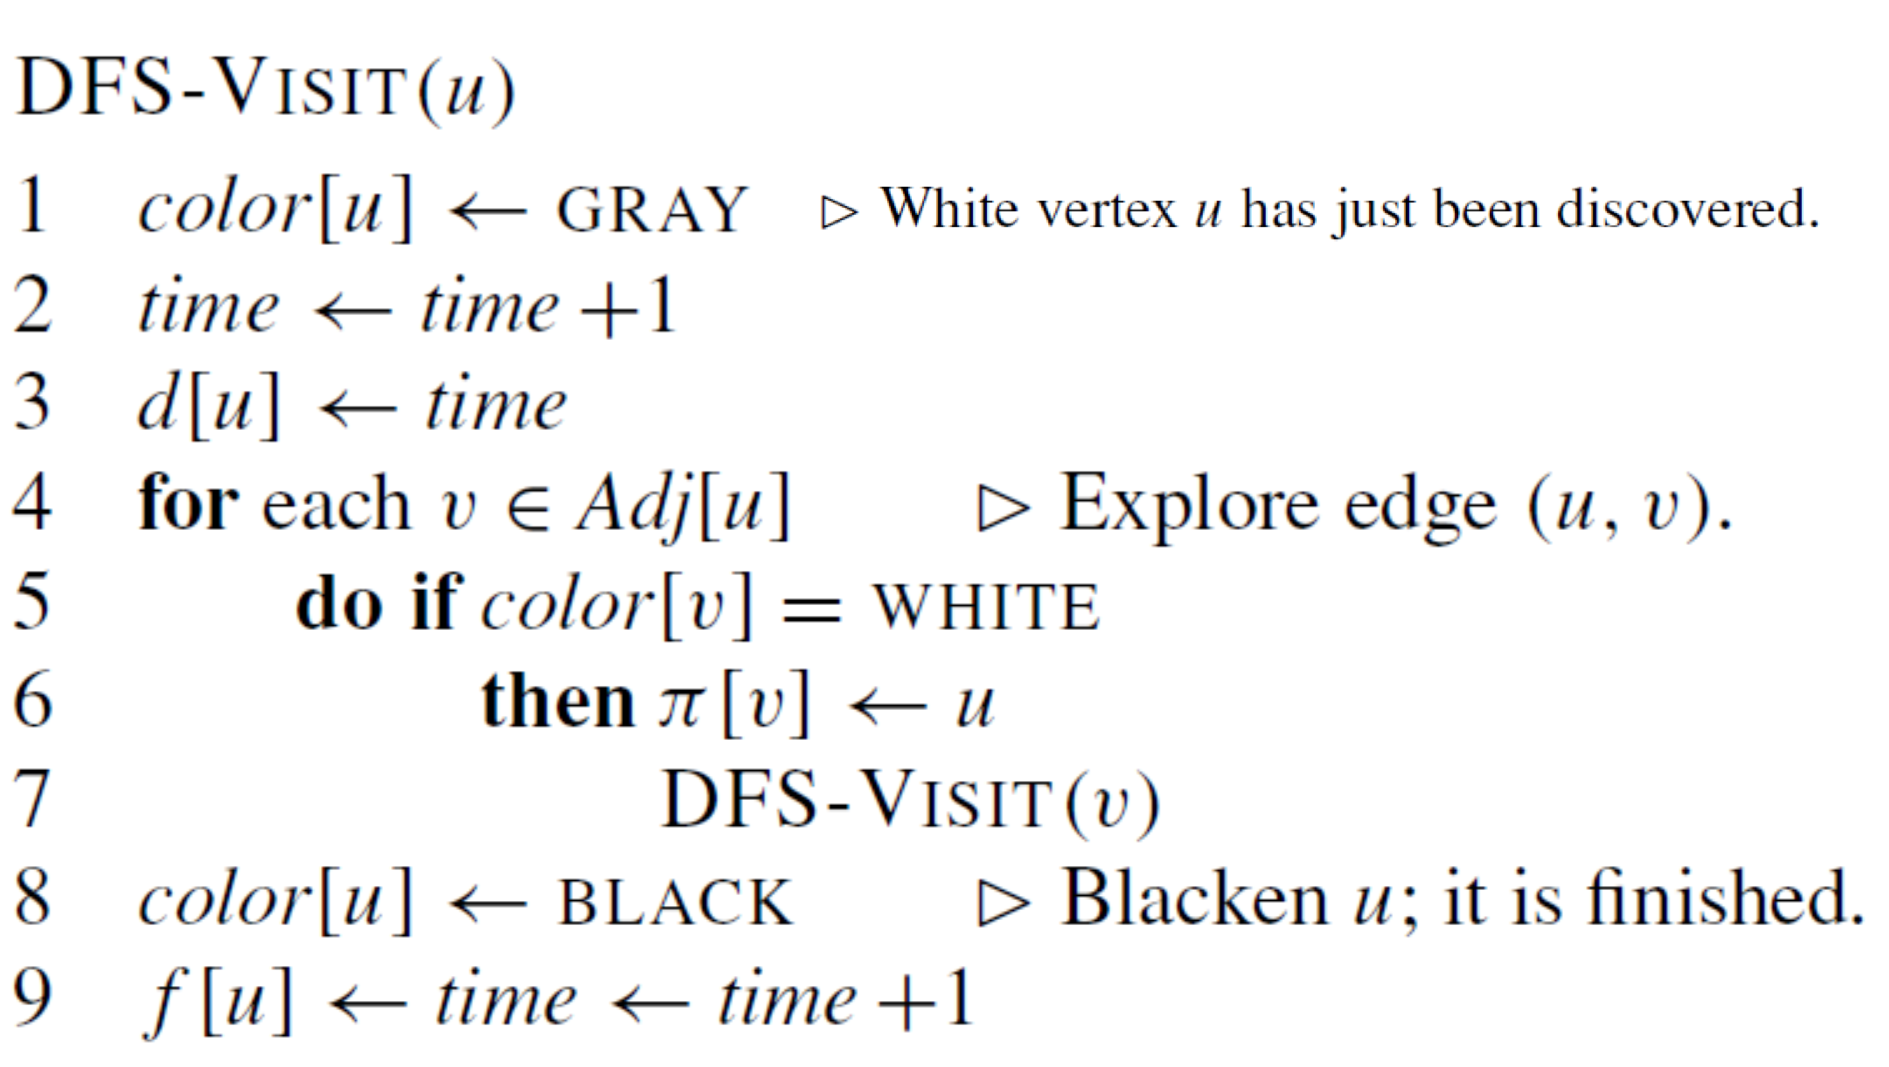 DFS-VISIT(u)
1 color[u] ← GRAY ▷ White vertex u has just been discovered.
2 time ← time +1
3 d[u] ← time
4 for each v ∈ Adj[u] ▷ Explore edge (u, v).
5 do if color[v] = WHITE
6 then π[v] ← u
7 DFS-VISIT(v)
8 color[u] ← BLACK ▷ Blacken u; it is finished.
9 f[u] ← time ← time +1